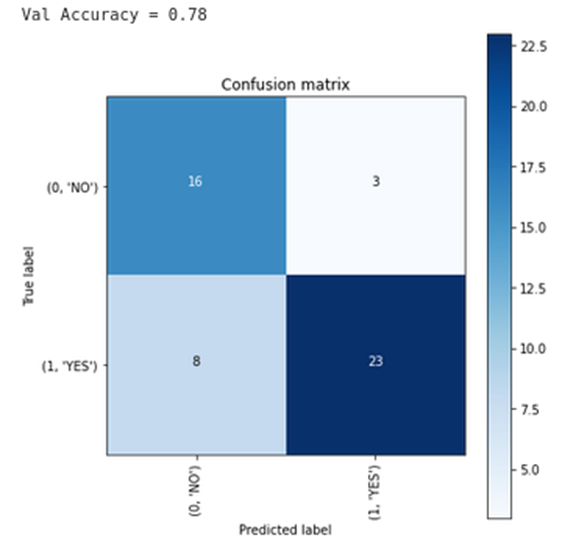 Val Accuracy = 0.78
Confusion matrix
22.5
20.0
17.5
15.0
12.5
10.0
7.5
5.0
True label
(0, 'NO')
16
3
(1, 'YES')
8
23
(0, 'NO')
(1, 'YES')
Predicted label